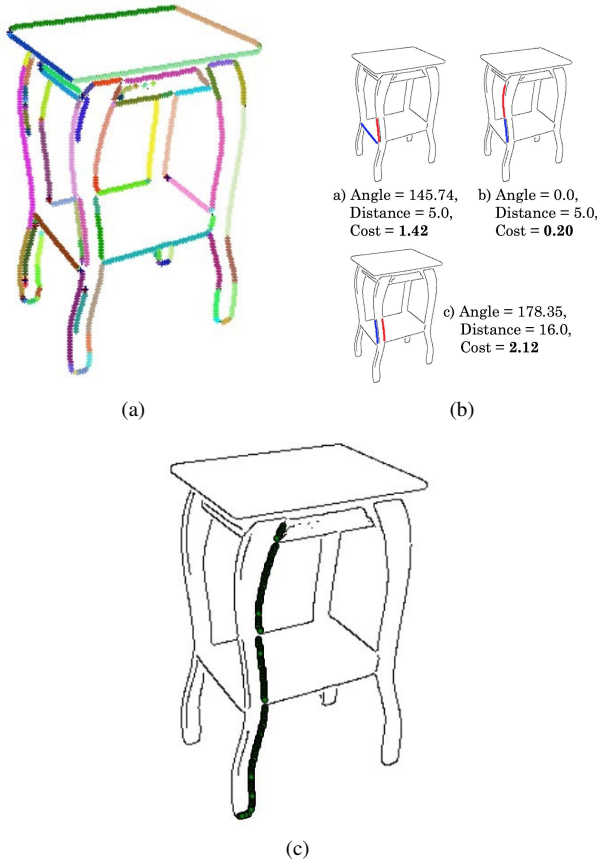 a) Angle = 145.74,
Distance = 5.0,
Cost = 1.42
b) Angle = 0.0,
Distance = 5.0,
Cost = 0.20
c) Angle = 178.35,
Distance = 16.0,
Cost = 2.12
(a)
(b)
(c)